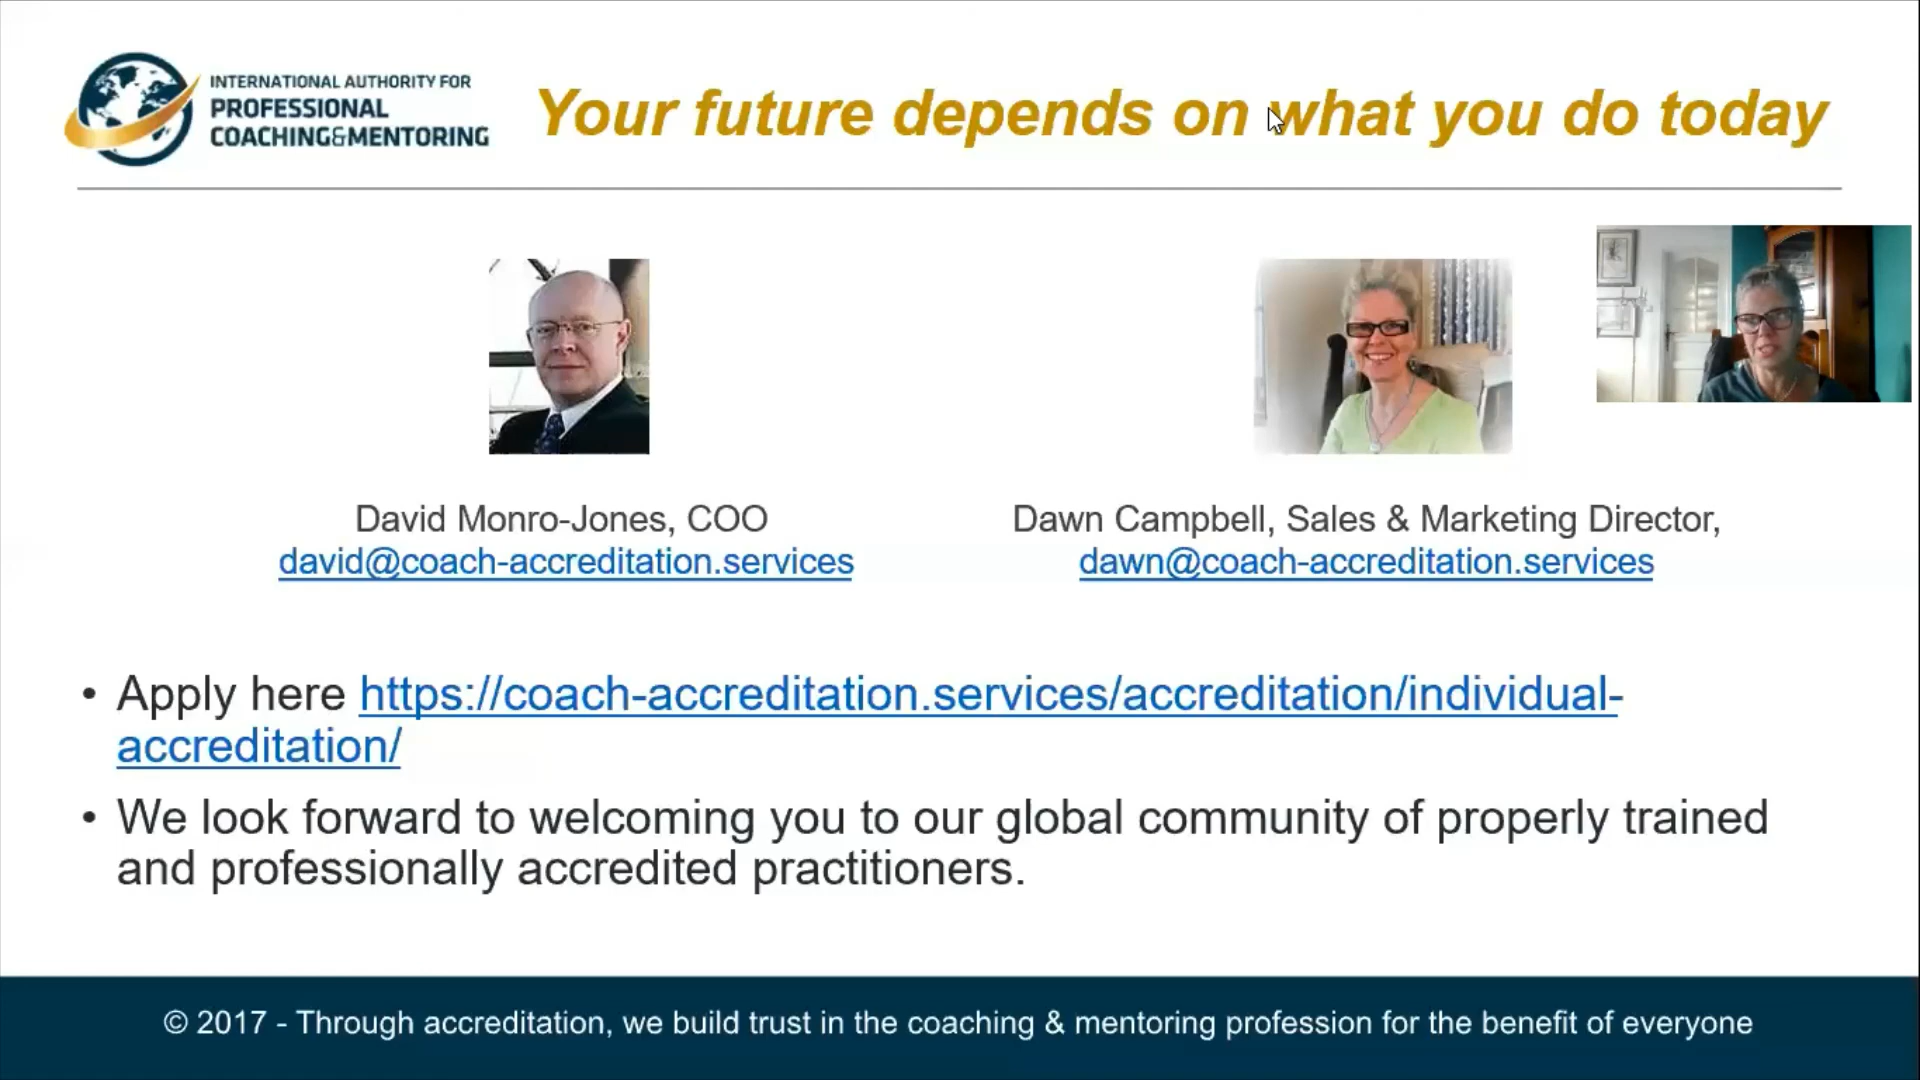 INTERNATIONAL AUTHORITY FOR
PROFESSIONAL
COACHING&MENTORING
Your future depends on what you do today
David Monro-Jones, COO
david@coach-accreditation.services
Dawn Campbell, Sales & Marketing Director,
dawn@coach-accreditation.services
• Apply here https://coach-accreditation.services/accreditation/individual-
accreditation/
• We look forward to welcoming you to our global community of properly trained
and professionally accredited practitioners.
© 2017 - Through accreditation, we build trust in the coaching & mentoring profession for the benefit of everyone